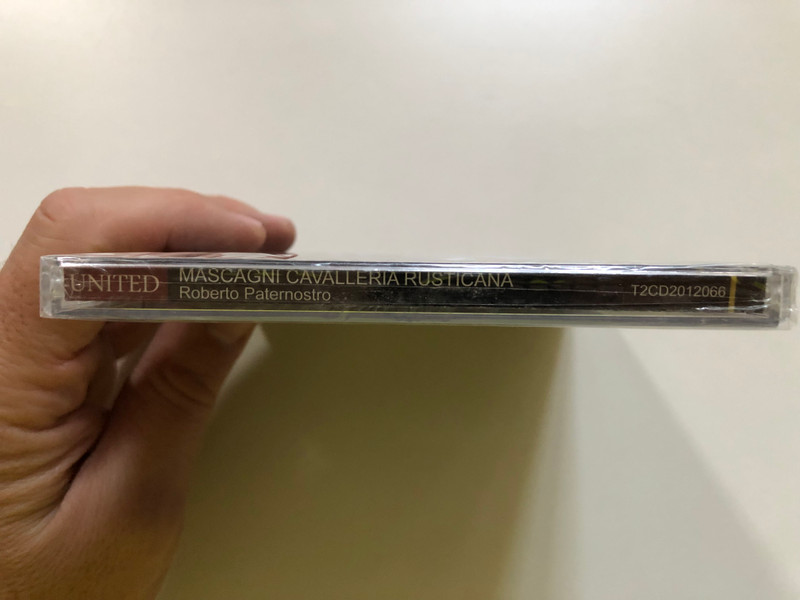 UNITED
MASCAGNI CAVALLERIA RUSTICANA
Roberto Paternostro
T2CD2012066